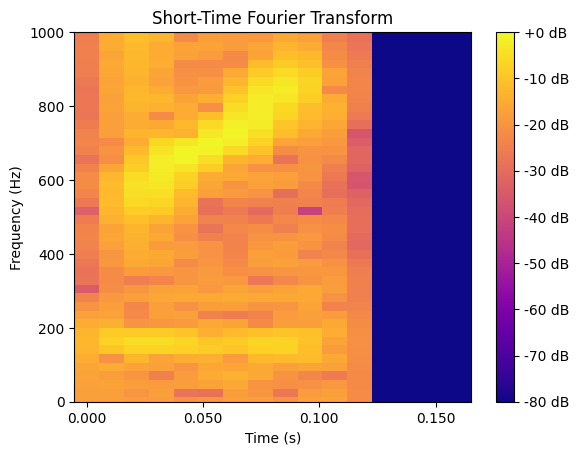 Short-Time Fourier Transform
1000
800
600
400
200
0
Frequency (Hz)
0.000
0.050
0.100
0.150
Time (s)
+0 dB
-10 dB
-20 dB
-30 dB
-40 dB
-50 dB
-60 dB
-70 dB
-80 dB